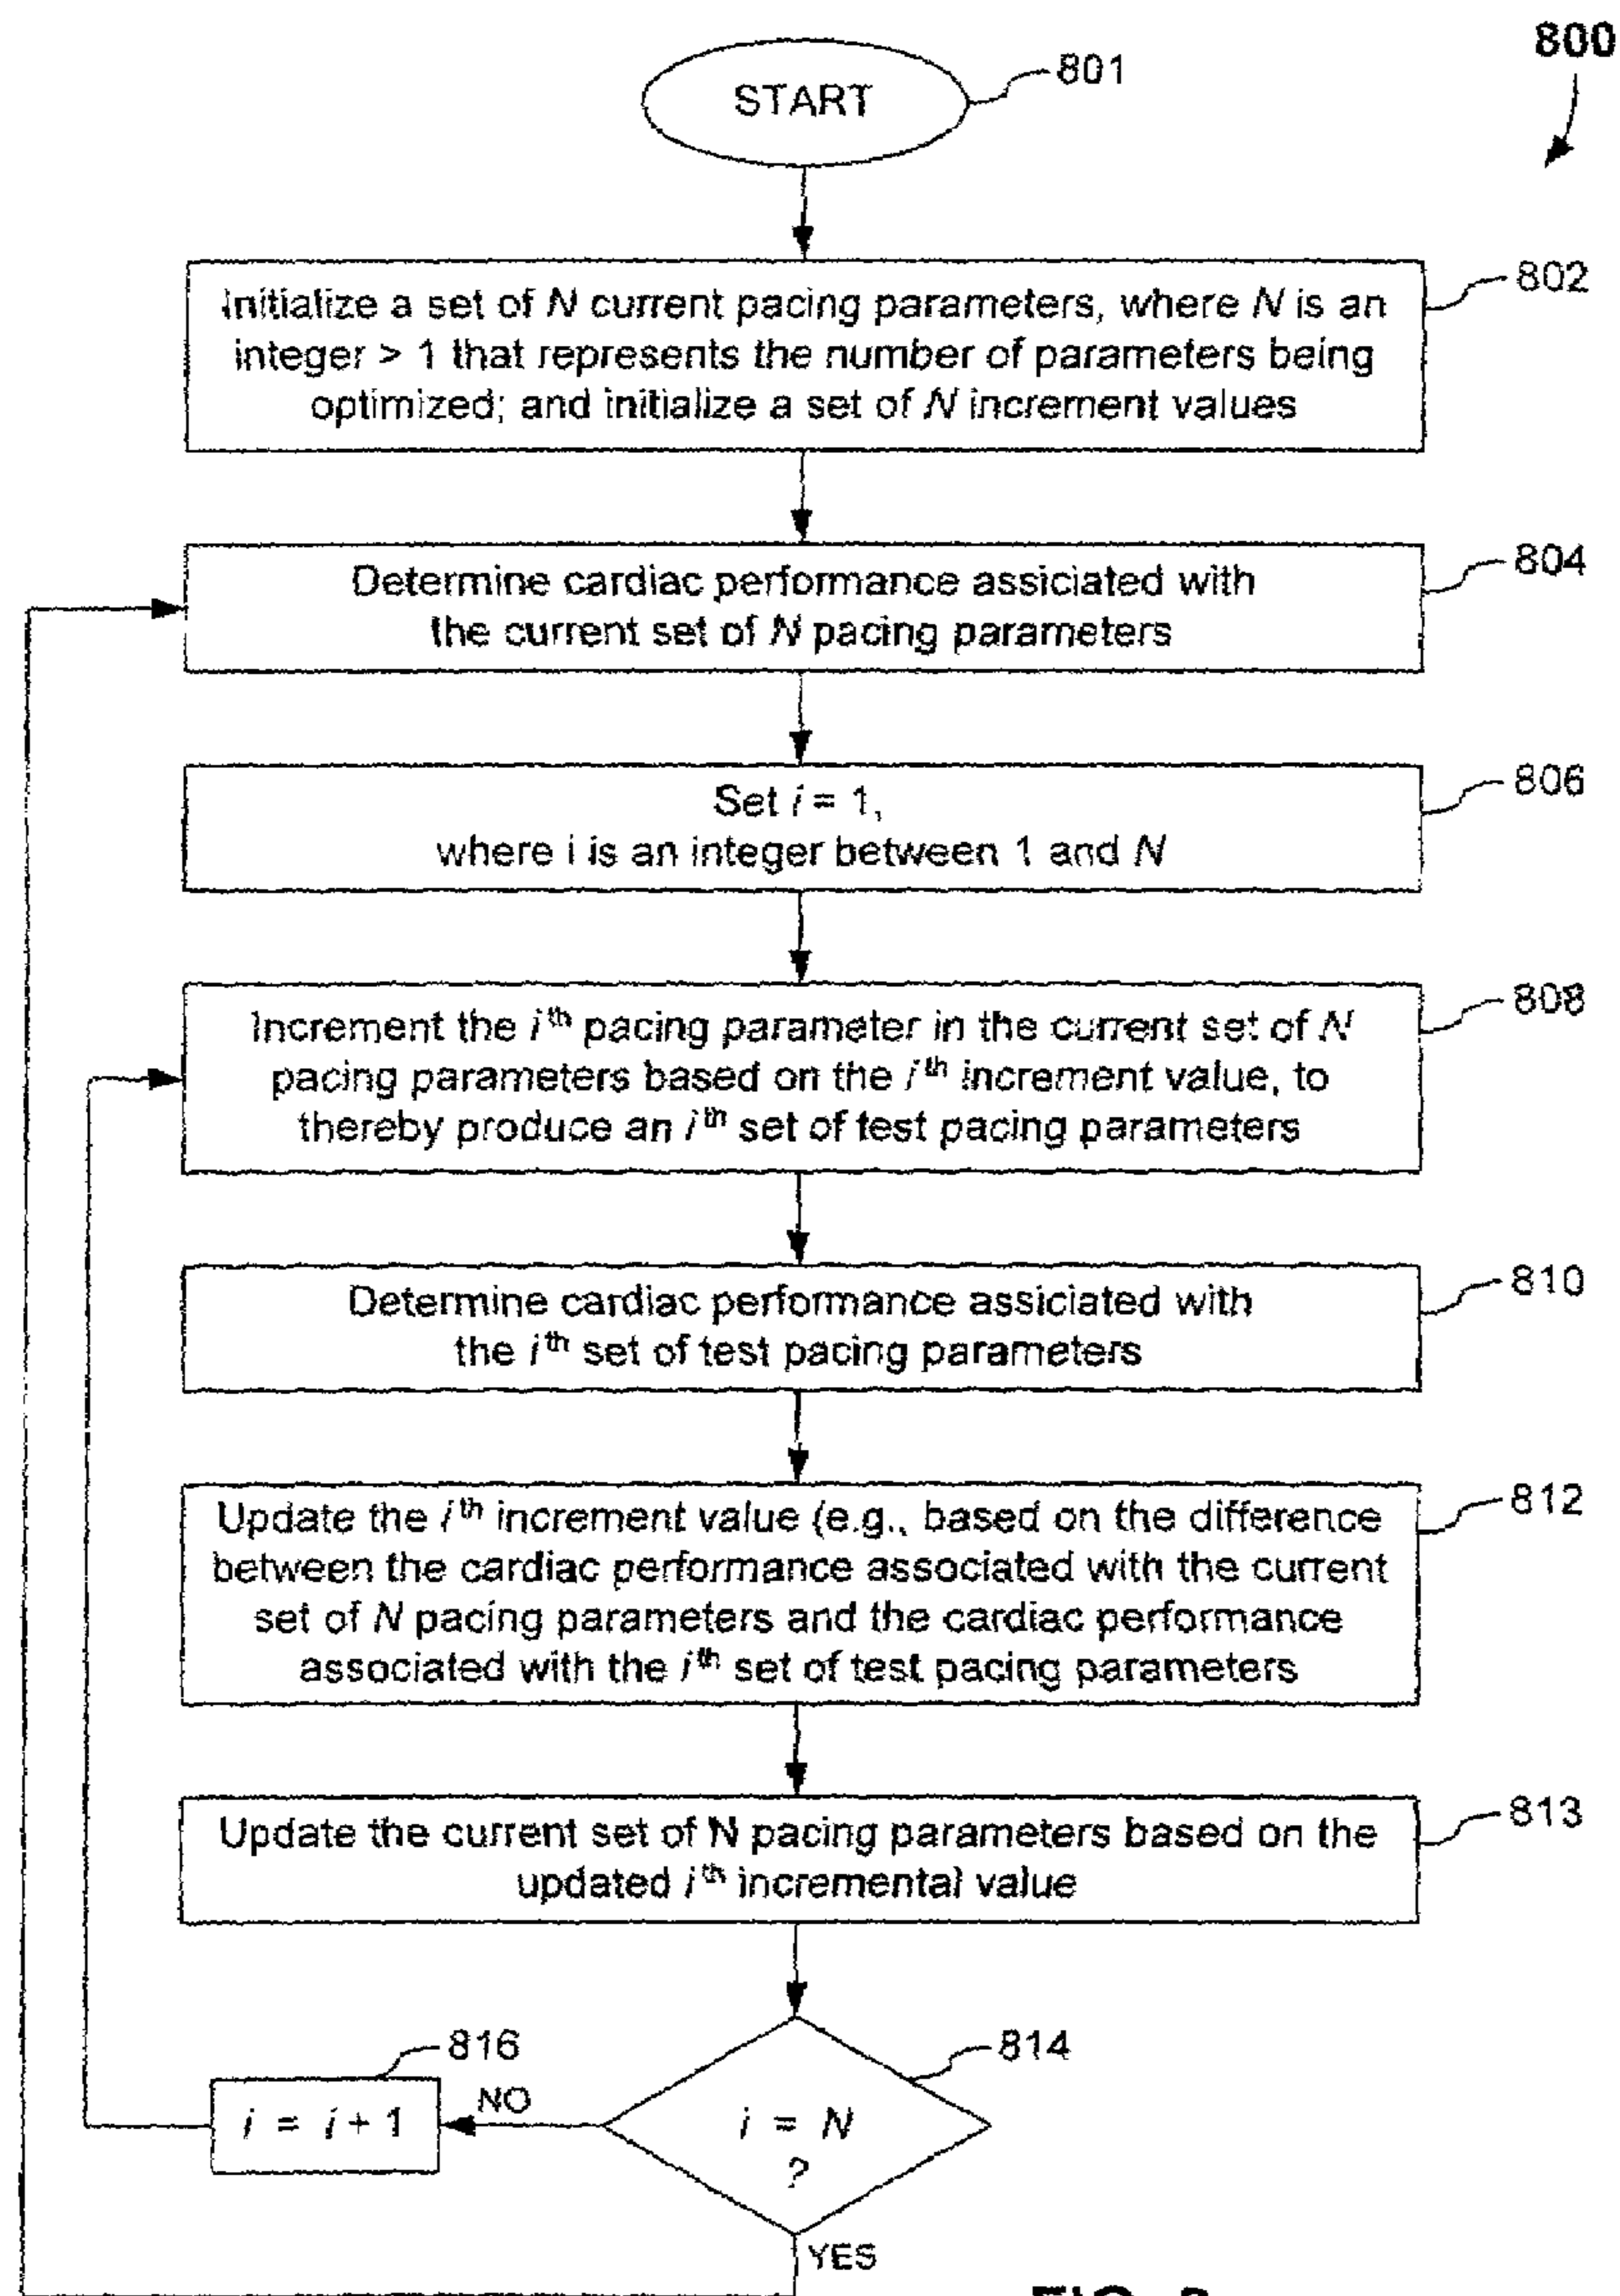 800
START
801
802
Initialize a set of N current pacing parameters, where N is an
integer > 1 that represents the number of parameters being
optimized; and initialize a set of N increment values
804
Determine cardiac performance assiciated with
the current set of N pacing parameters
806
Set i = 1,
where i is an integer between 1 and N
808
Increment the i th pacing parameter in the current set of N
pacing parameters based on the i th increment value, to
thereby produce an i th set of test pacing parameters
810
Determine cardiac performance assiciated with
the i th set of test pacing parameters
812
Update the i th increment value (e.g., based on the difference
between the cardiac performance associated with the current
set of N pacing parameters and the cardiac performance
associated with the i th set of test pacing parameters
813
Update the current set of N pacing parameters based on the
updated i th incremental value
816
814
i = i + 1
NO
i = N
?
YES